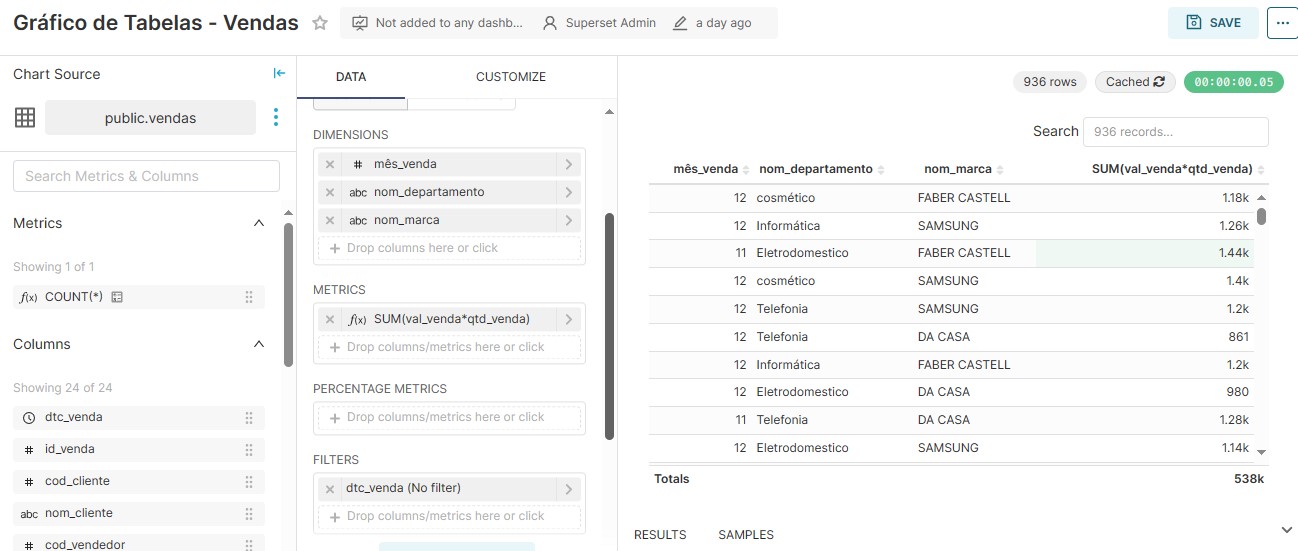 Gráfico de Tabelas - Vendas
Not added to any dashb...
Superset Admin
a day ago
SAVE
...
Chart Source
public.vendas
Search Metrics & Columns
Metrics
Showing 1 of 1
f(x) COUNT(*)
Columns
Showing 24 of 24
dtc_venda
# id_venda
# cod_cliente
abc nom_cliente
# cod_vendedor
DATA CUSTOMIZE
DIMENSIONS
# mês_venda
abc nom_departamento
abc nom_marca
+ Drop columns here or click
METRICS
f(x) SUM(val_venda*qtd_venda)
+ Drop columns/metrics here or click
PERCENTAGE METRICS
+ Drop columns/metrics here or click
FILTERS
dtc_venda (No filter)
+ Drop columns/metrics here or click
936 rows Cached 00:00:00.05
Search 936 records...
mês_venda nom_departamento nom_marca SUM(val_venda*qtd_venda)
12 cosmético FABER CASTELL 1.18k
12 Informática SAMSUNG 1.26k
11 Eletrodomestico FABER CASTELL 1.44k
12 cosmético SAMSUNG 1.4k
12 Telefonia SAMSUNG 1.2k
12 Telefonia DA CASA 861
12 Informática FABER CASTELL 1.2k
12 Eletrodomestico DA CASA 980
11 Telefonia DA CASA 1.28k
12 Eletrodomestico SAMSUNG 1.14k
Totals 538k
RESULTS SAMPLES